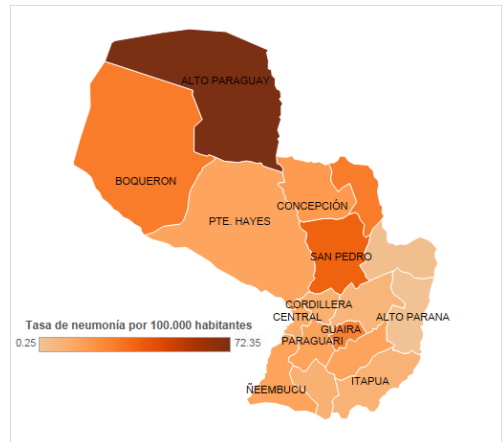 ALTO PARAGUAY
BOQUERON
CONCEPCIÓN
PTE. HAYES
SAN PEDRO
CORDILLERA
CENTRAL
ALTO PARANA
Tasa de neumonía por 100.000 habitantes
GUAIRA
0.25
72.35
PARAGUARI
ITAPUA
ÑEEMBUCU